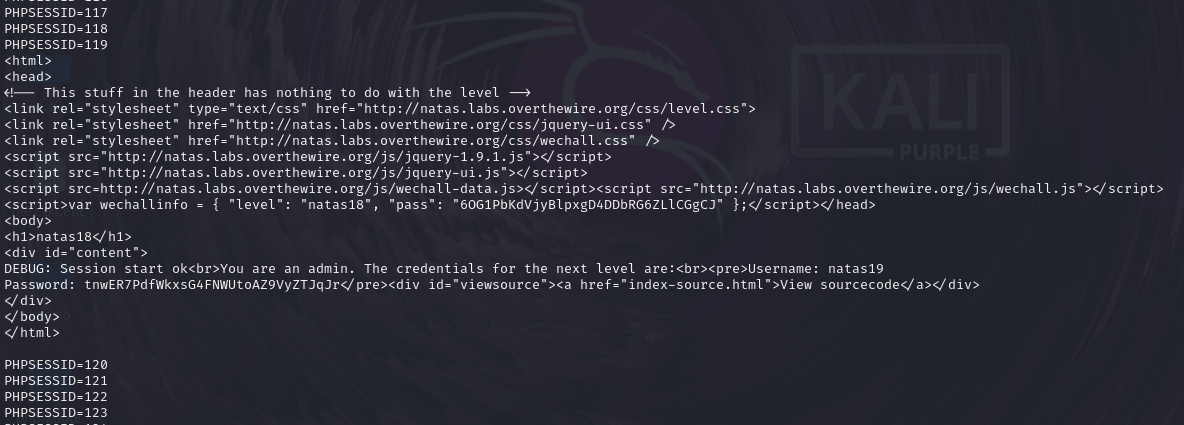 PHPSESSID=117
PHPSESSID=118
PHPSESSID=119
<html>
<head>
<!-- This stuff in the header has nothing to do with the level -->
<link rel="stylesheet" type="text/css" href="http://natas.labs.overthewire.org/css/level.css">
<link rel="stylesheet" href="http://natas.labs.overthewire.org/css/jquery-ui.css" />
<link rel="stylesheet" href="http://natas.labs.overthewire.org/css/wechall.css" />
<script src="http://natas.labs.overthewire.org/js/jquery-1.9.1.js"></script>
<script src="http://natas.labs.overthewire.org/js/jquery-ui.js"></script>
<script src=http://natas.labs.overthewire.org/js/wechall-data.js></script><script src="http://natas.labs.overthewire.org/js/wechall.js"></script>
<script>var wechallinfo = { "level": "natas18", "pass": "6OG1PbKdVjyBlpxgD4DDbRG6ZLlCGgCJ" };</script></head>
<body>
<h1>natas18</h1>
<div id="content">
DEBUG: Session start ok<br>You are an admin. The credentials for the next level are:<br><pre>Username: natas19
Password: tnwER7PdfWkxsG4FNWUtoAZ9VyZTJqJr</pre><div id="viewsource"><a href="index-source.html">View sourcecode</a></div>
</div>
</body>
</html>
PHPSESSID=120
PHPSESSID=121
PHPSESSID=122
PHPSESSID=123
KALI
PURPLE